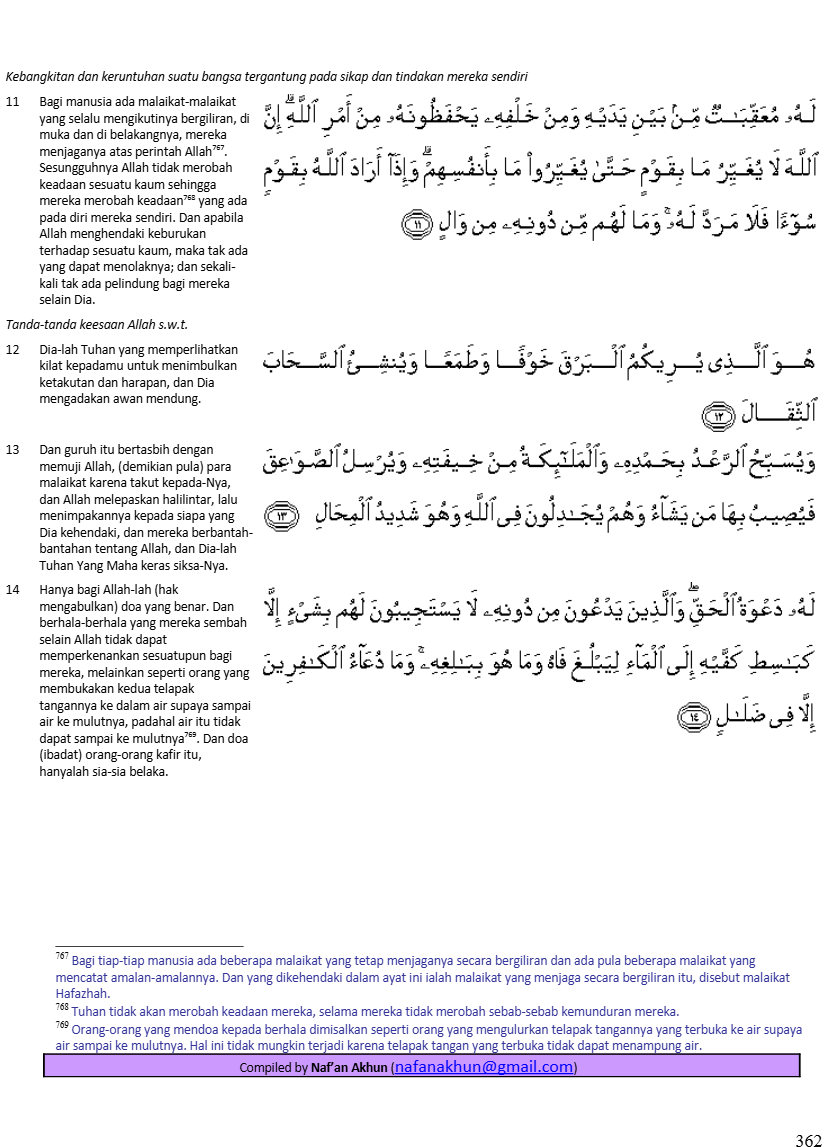 Kebangkitan dan keruntuhan suatu bangsa tergantung pada sikap dan tindakan mereka sendiri
11 Bagi manusia ada malaikat-malaikat
yang selalu mengikutinya bergiliran, di
muka dan di belakangnya, mereka
menjaganya atas perintah Allah⁷⁶⁷.
Sesungguhnya Allah tidak merobah
keadaan sesuatu kaum sehingga
mereka merobah keadaan⁷⁶⁸ yang ada
pada diri mereka sendiri. Dan apabila
Allah menghendaki keburukan
terhadap sesuatu kaum, maka tak ada
yang dapat menolaknya; dan sekali-
kali tak ada pelindung bagi mereka
selain Dia.
لَهُۥ مُعَقِّبَـٰتٌ مِّنۢ بَيْنِ يَدَيْهِ وَمِنْ خَلْفِهِۦ يَحْفَظُونَهُۥ مِنْ أَمْرِ ٱللَّهِ ۗ إِنَّ
ٱللَّهَ لَا يُغَيِّرُ مَا بِقَوْمٍ حَتَّىٰ يُغَيِّرُوا۟ مَا بِأَنفُسِهِمْ ۗ وَإِذَآ أَرَادَ ٱللَّهُ بِقَوْمٍ
سُوٓءًا فَلَا مَرَدَّ لَهُۥ ۚ وَمَا لَهُم مِّن دُونِهِۦ مِن وَالٍ ١١
Tanda-tanda keesaan Allah s.w.t.
12 Dia-lah Tuhan yang memperlihatkan
kilat kepadamu untuk menimbulkan
ketakutan dan harapan, dan Dia
mengadakan awan mendung.
هُوَ ٱلَّذِى يُرِيكُمُ ٱلْبَرْقَ خَوْفًا وَطَمَعًا وَيُنشِئُ ٱلسَّحَابَ
ٱلثِّقَالَ ١٢
13 Dan guruh itu bertasbih dengan
memuji Allah, (demikian pula) para
malaikat karena takut kepada-Nya,
dan Allah melepaskan halilintar, lalu
menimpakannya kepada siapa yang
Dia kehendaki, dan mereka berbantah-
bantahan tentang Allah, dan Dia-lah
Tuhan Yang Maha keras siksa-Nya.
وَيُسَبِّحُ ٱلرَّعْدُ بِحَمْدِهِۦ وَٱلْمَلَـٰٓئِكَةُ مِنْ خِيفَتِهِۦ وَيُرْسِلُ ٱلصَّوَٰعِقَ
فَيُصِيبُ بِهَا مَن يَشَآءُ وَهُمْ يُجَـٰدِلُونَ فِى ٱللَّهِ وَهُوَ شَدِيدُ ٱلْمِحَالِ ١٣
14 Hanya bagi Allah-lah (hak
mengabulkan) doa yang benar. Dan
berhala-berhala yang mereka sembah
selain Allah tidak dapat
memperkenankan sesuatupun bagi
mereka, melainkan seperti orang yang
membukakan kedua telapak
tangannya ke dalam air supaya sampai
air ke mulutnya, padahal air itu tidak
dapat sampai ke mulutnya⁷⁶⁹. Dan doa
(ibadat) orang-orang kafir itu,
hanyalah sia-sia belaka.
لَهُۥ دَعْوَةُ ٱلْحَقِّ ۖ وَٱلَّذِينَ يَدْعُونَ مِن دُونِهِۦ لَا يَسْتَجِيبُونَ لَهُم بِشَىْءٍ إِلَّا
كَبَـٰسِطِ كَفَّيْهِ إِلَى ٱلْمَآءِ لِيَبْلُغَ فَاهُ وَمَا هُوَ بِبَـٰلِغِهِۦ ۚ وَمَا دُعَآءُ ٱلْكَـٰفِرِينَ
إِلَّا فِى ضَلَـٰلٍ ١٤
⁷⁶⁷ Bagi tiap-tiap manusia ada beberapa malaikat yang tetap menjaganya secara bergiliran dan ada pula beberapa malaikat yang
mencatat amalan-amalannya. Dan yang dikehendaki dalam ayat ini ialah malaikat yang menjaga secara bergiliran itu, disebut malaikat
Hafazhah.
⁷⁶⁸ Tuhan tidak akan merobah keadaan mereka, selama mereka tidak merobah sebab-sebab kemunduran mereka.
⁷⁶⁹ Orang-orang yang mendoa kepada berhala dimisalkan seperti orang yang mengulurkan telapak tangannya yang terbuka ke air supaya
air sampai ke mulutnya. Hal ini tidak mungkin terjadi karena telapak tangan yang terbuka tidak dapat menampung air.
Compiled by Naf’an Akhun (nafanakhun@gmail.com)
362